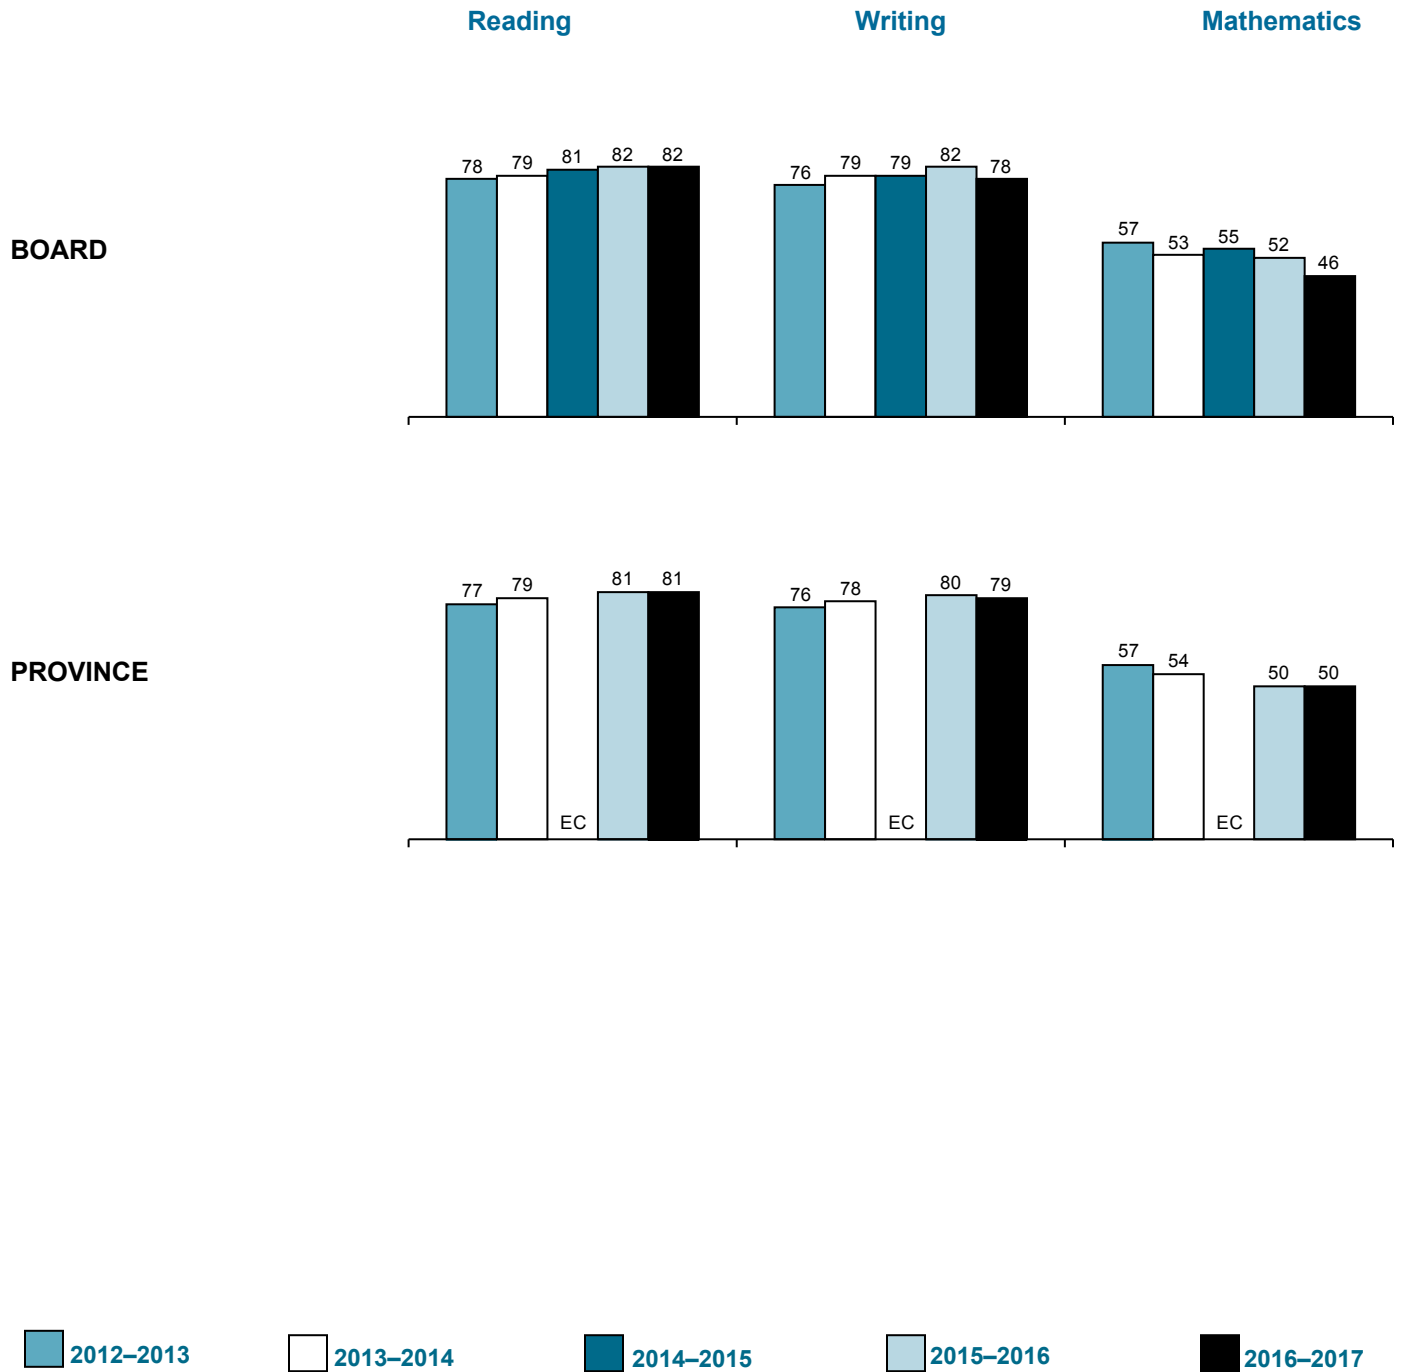 Reading Writing Mathematics
BOARD
78 79 81 82 82 76 79 79 82 78 57 53 55 52 46
PROVINCE
77 79 EC 81 81 76 78 EC 80 79 57 54 EC 50 50
2012–2013 2013–2014 2014–2015 2015–2016 2016–2017